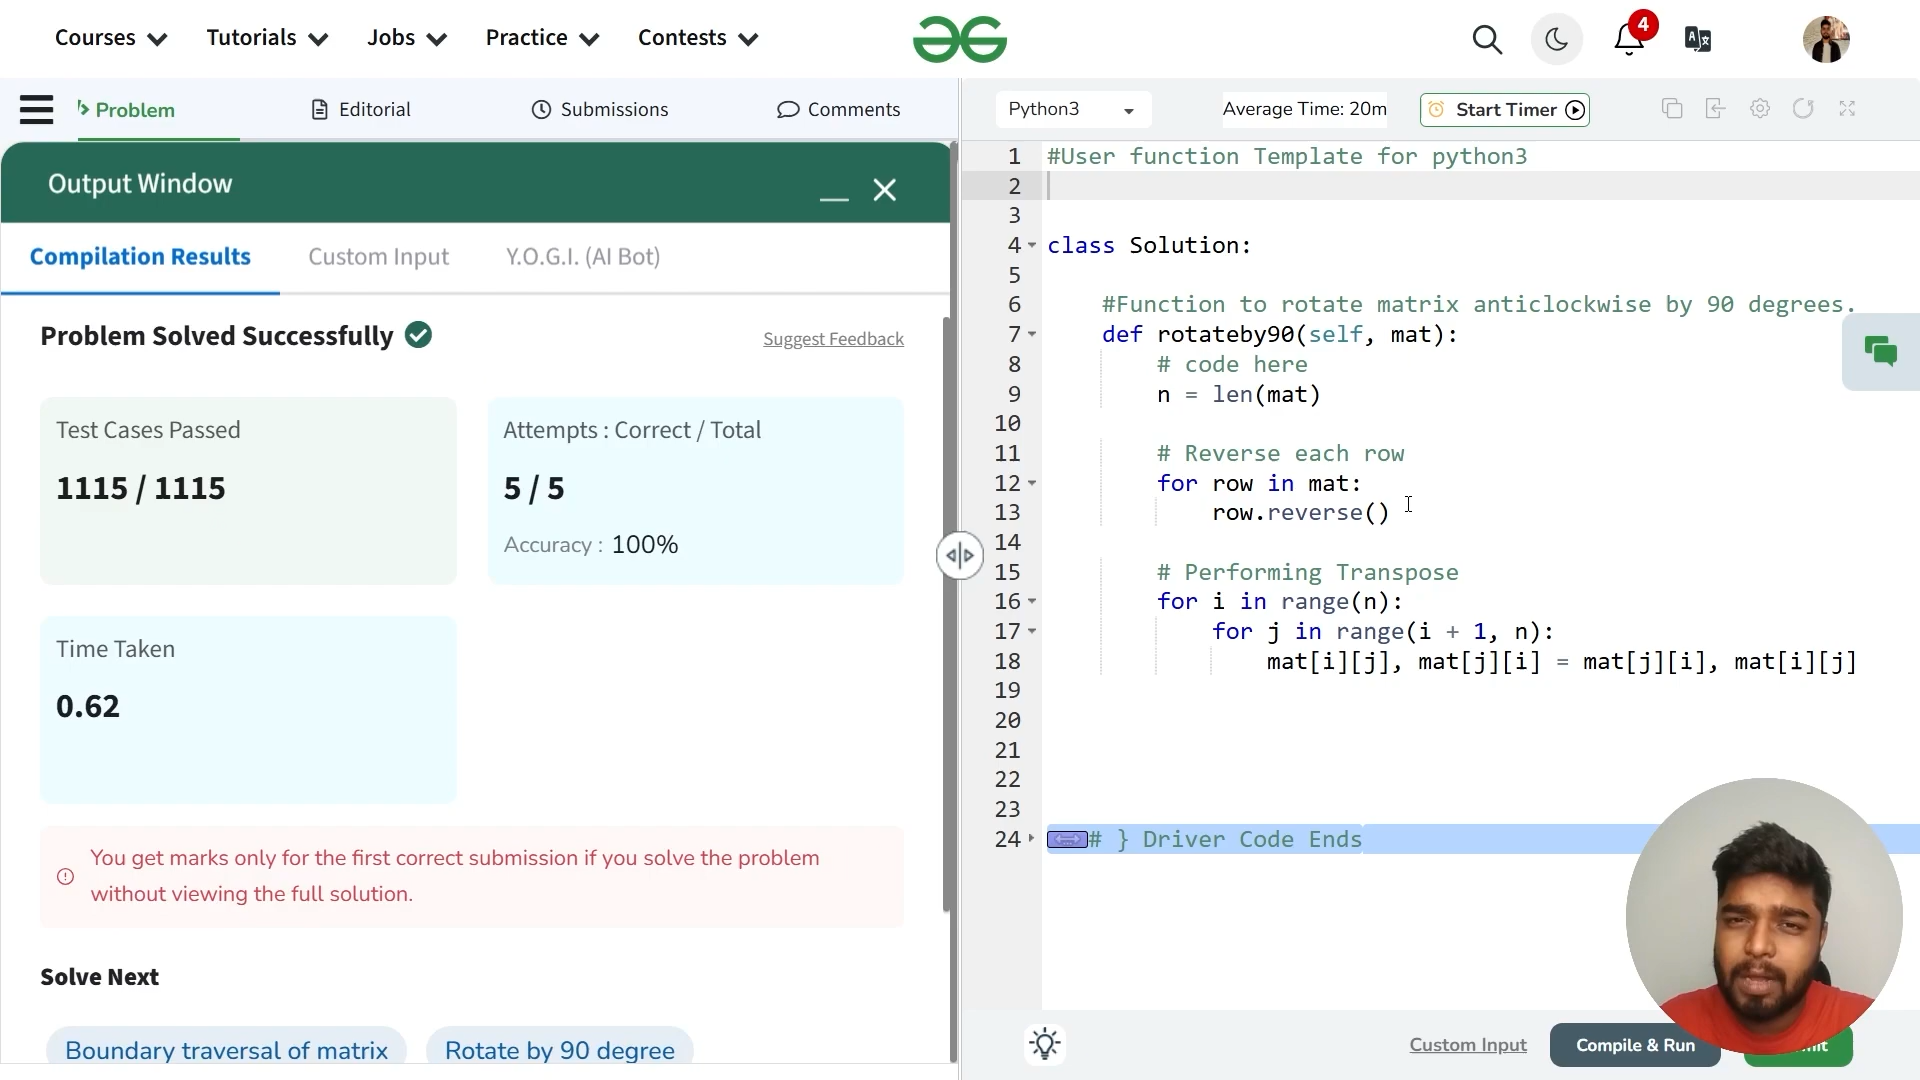 Courses Tutorials Jobs Practice Contests 4
Problem Editorial Submissions Comments
Output Window
Compilation Results Custom Input Y.O.G.I. (AI Bot)
Problem Solved Successfully
Suggest Feedback
Test Cases Passed
1115 / 1115
Attempts : Correct / Total
5 / 5
Accuracy : 100%
Time Taken
0.62
You get marks only for the first correct submission if you solve the problem
without viewing the full solution.
Solve Next
Boundary traversal of matrix Rotate by 90 degree
Python3 Average Time: 20m Start Timer
1 #User function Template for python3
2
3
4 class Solution:
5
6 #Function to rotate matrix anticlockwise by 90 degrees.
7 def rotateby90(self, mat):
8 # code here
9 n = len(mat)
10
11 # Reverse each row
12 for row in mat:
13 row.reverse()
14
15 # Performing Transpose
16 for i in range(n):
17 for j in range(i + 1, n):
18 mat[i][j], mat[j][i] = mat[j][i], mat[i][j]
19
20
21
22
23
24 # } Driver Code Ends
Custom Input Compile & Run